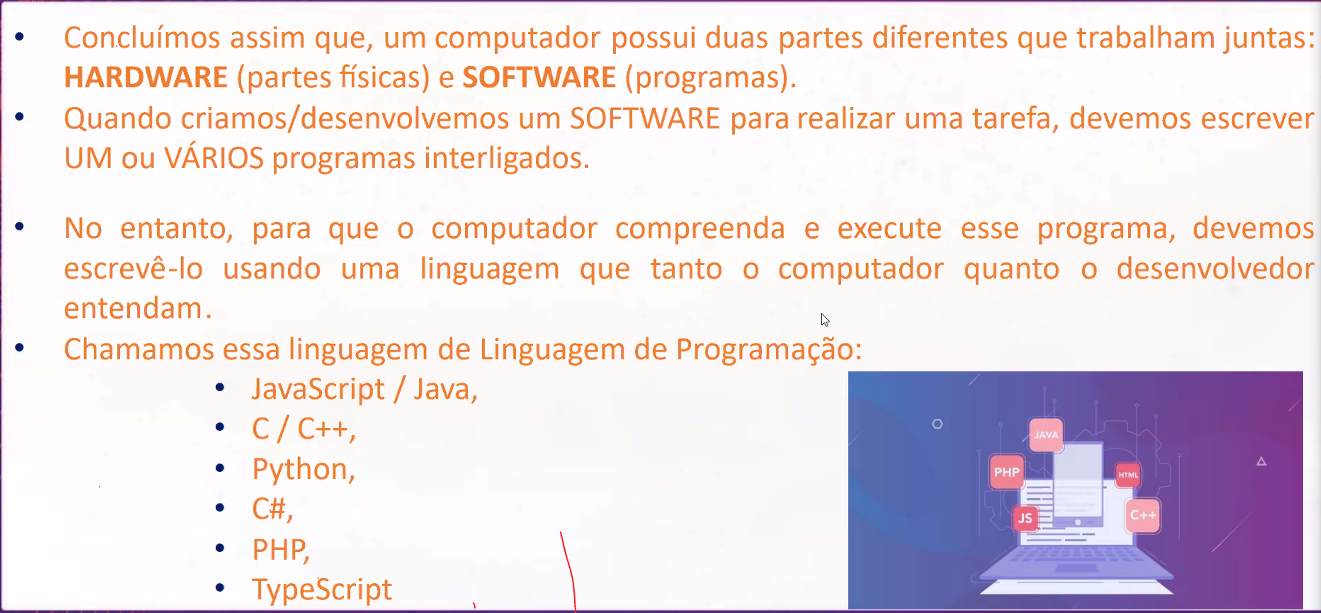 • Concluímos assim que, um computador possui duas partes diferentes que trabalham juntas:
HARDWARE (partes físicas) e SOFTWARE (programas).
• Quando criamos/desenvolvemos um SOFTWARE para realizar uma tarefa, devemos escrever
UM ou VÁRIOS programas interligados.
• No entanto, para que o computador compreenda e execute esse programa, devemos
escrevê-lo usando uma linguagem que tanto o computador quanto o desenvolvedor
entendam.
• Chamamos essa linguagem de Linguagem de Programação:
• JavaScript / Java,
• C / C++,
• Python,
• C#,
• PHP,
• TypeScript
JAVA
PHP
HTML
JS
C++